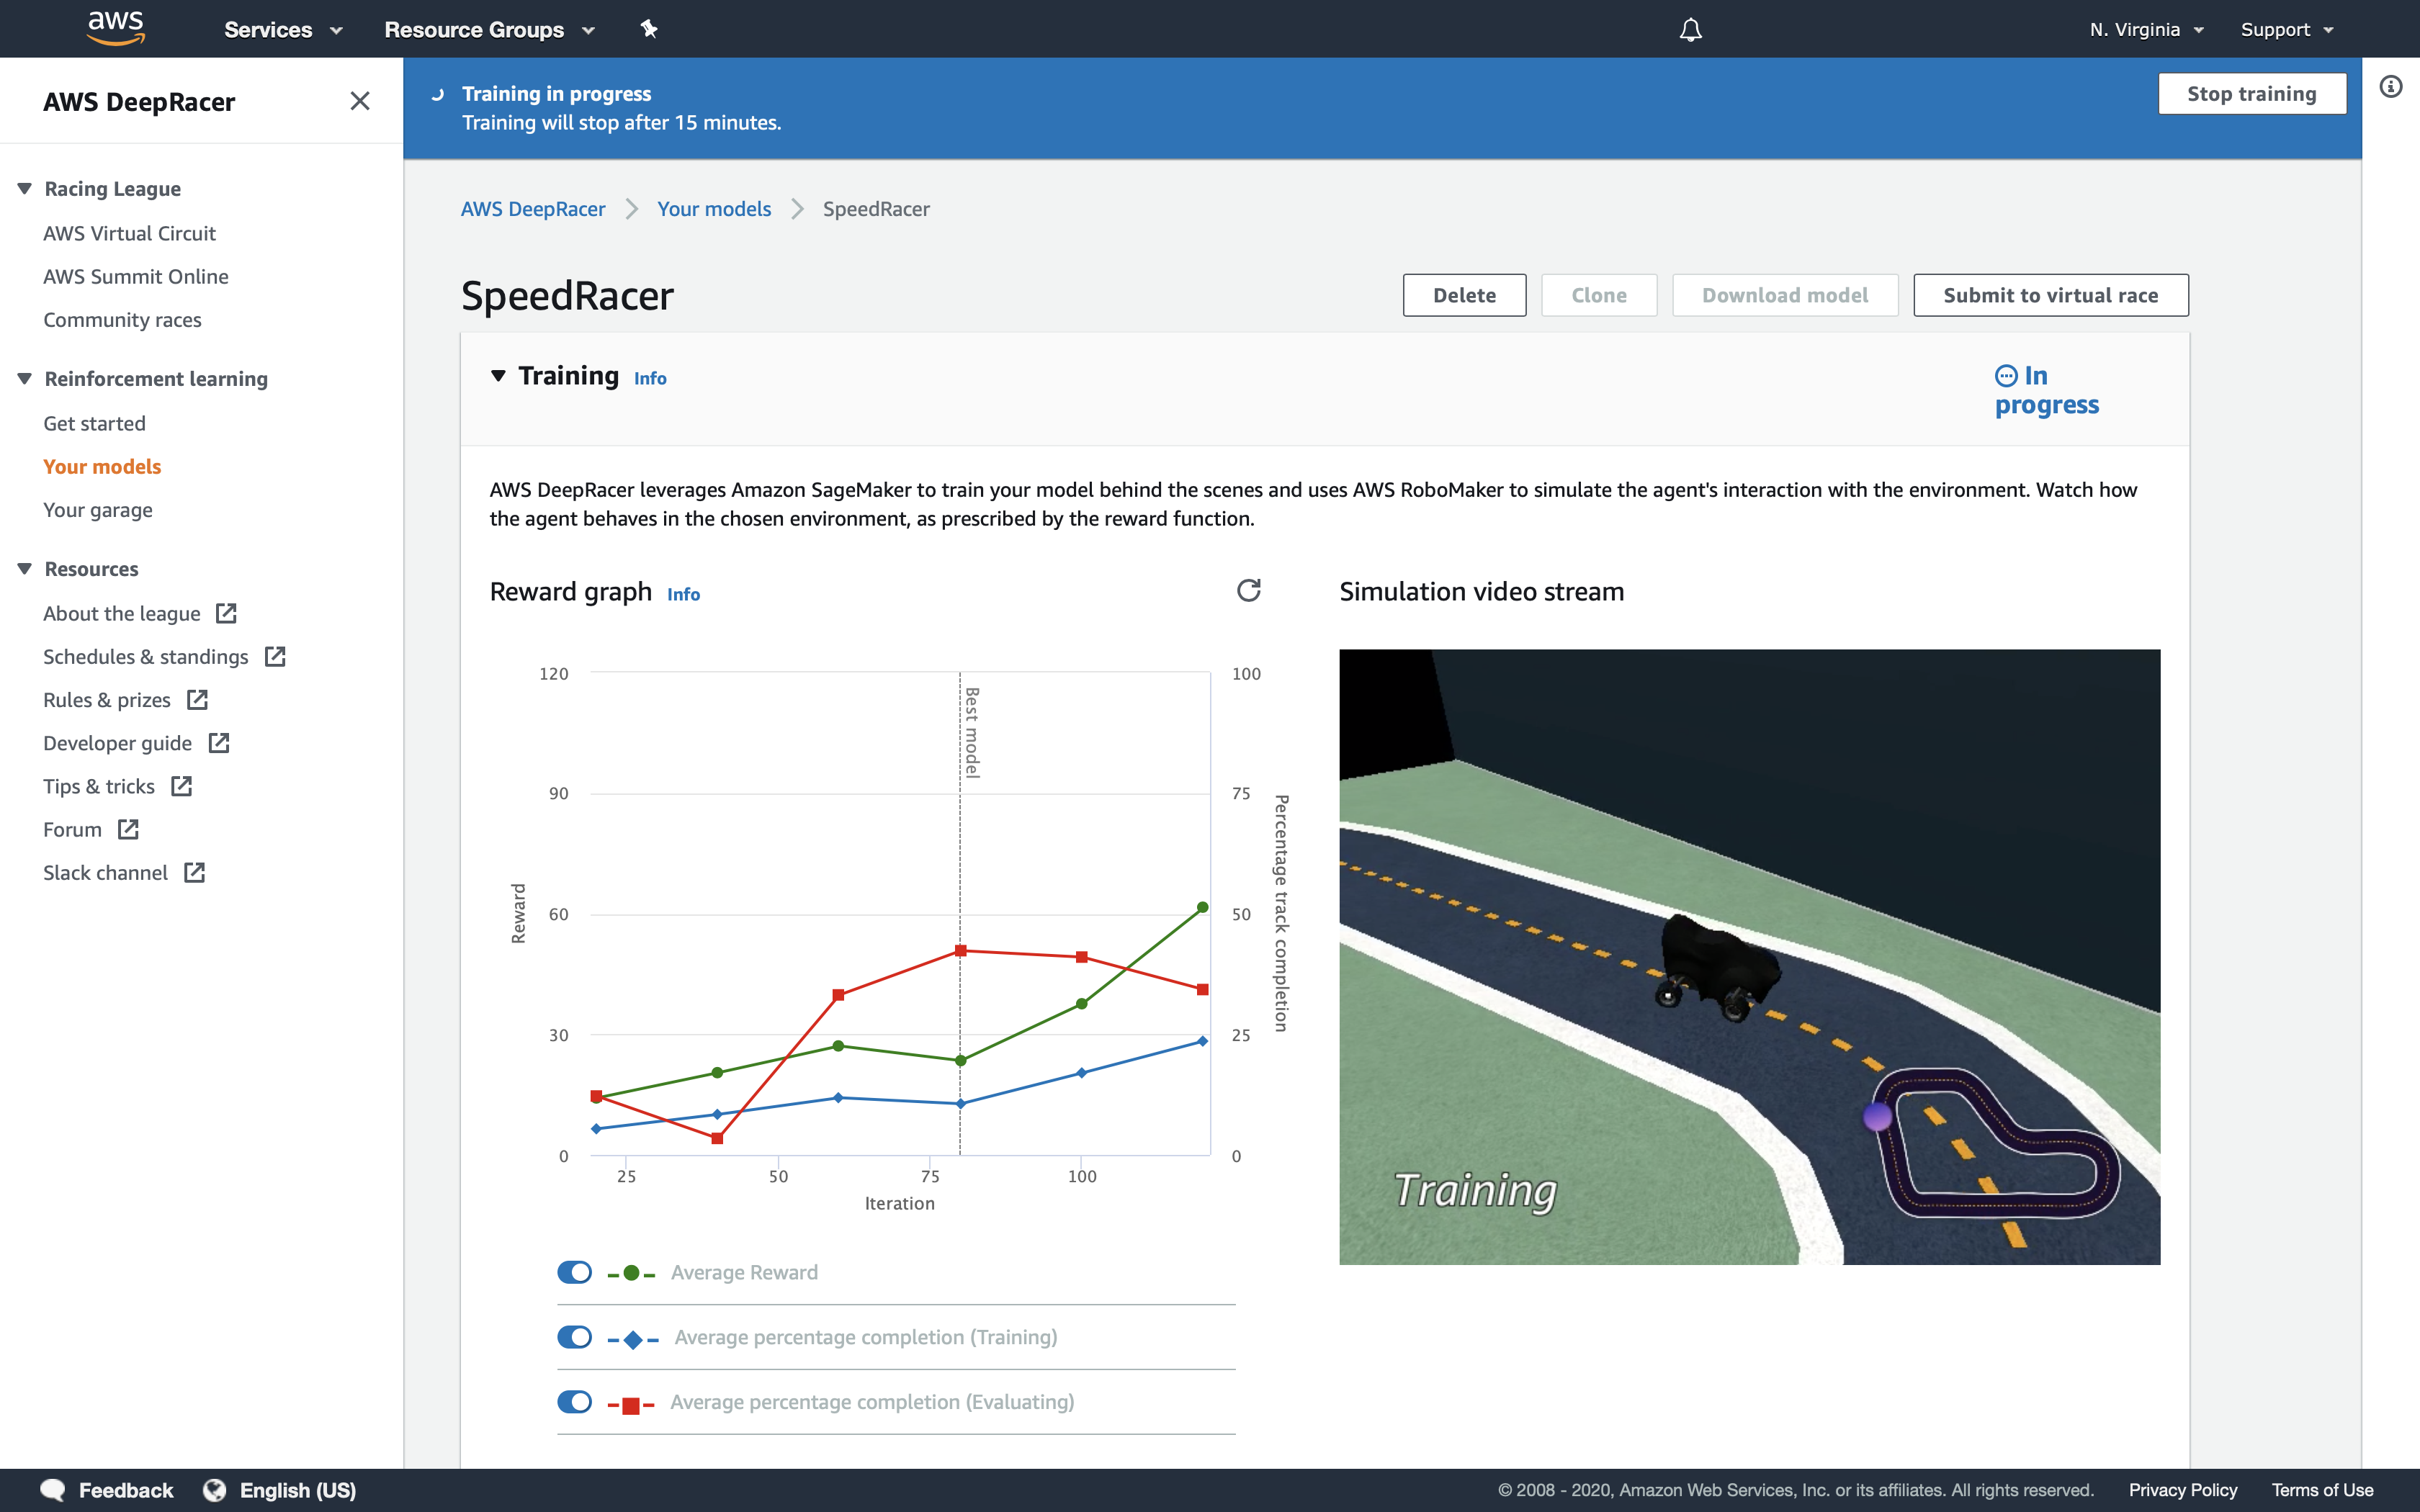 aws
Services
Resource Groups
N. Virginia
Support
AWS DeepRacer
Racing League
AWS Virtual Circuit
AWS Summit Online
Community races
Reinforcement learning
Get started
Your models
Your garage
Resources
About the league
Schedules & standings
Rules & prizes
Developer guide
Tips & tricks
Forum
Slack channel
Training in progress
Training will stop after 15 minutes.
Stop training
AWS DeepRacer
Your models
SpeedRacer
SpeedRacer
Delete
Clone
Download model
Submit to virtual race
Training
Info
In
progress
AWS DeepRacer leverages Amazon SageMaker to train your model behind the scenes and uses AWS RoboMaker to simulate the agent's interaction with the environment. Watch how
the agent behaves in the chosen environment, as prescribed by the reward function.
Reward graph
Info
120
90
60
30
0
Reward
Best model
100
75
50
25
0
Percentage track completion
25
50
75
100
Iteration
Average Reward
Average percentage completion (Training)
Average percentage completion (Evaluating)
Simulation video stream
Training
Feedback
English (US)
© 2008 - 2020, Amazon Web Services, Inc. or its affiliates. All rights reserved.
Privacy Policy
Terms of Use